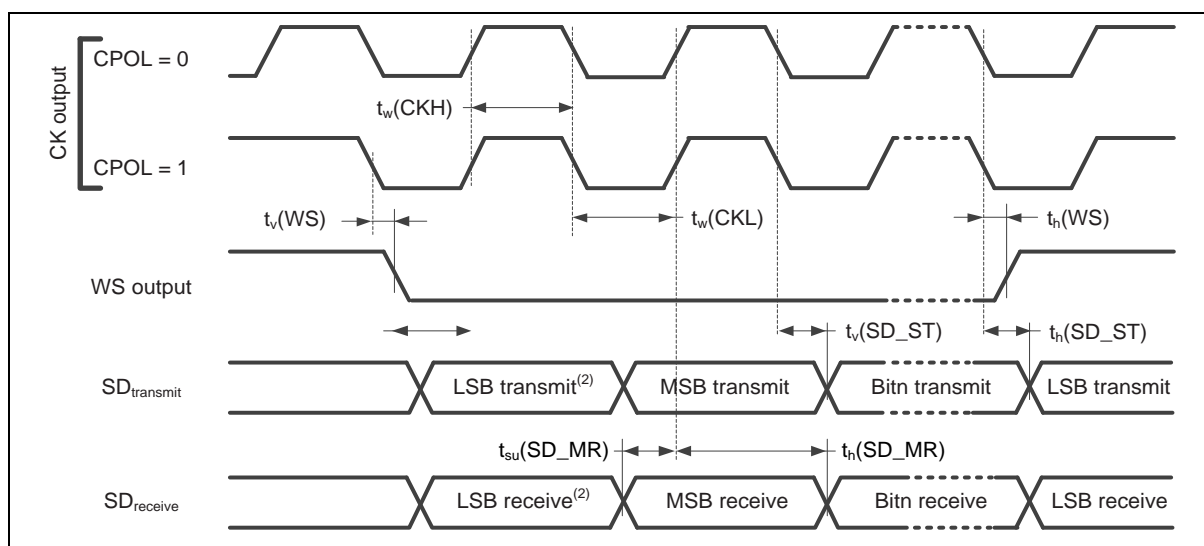 CK output
CPOL = 0
tw(CKH)
CPOL = 1
tv(WS)
tw(CKL)
th(WS)
WS output
tv(SD_ST)
th(SD_ST)
SDtransmit
LSB transmit(2)
MSB transmit
Bitn transmit
LSB transmit
tsu(SD_MR)
th(SD_MR)
SDreceive
LSB receive(2)
MSB receive
Bitn receive
LSB receive